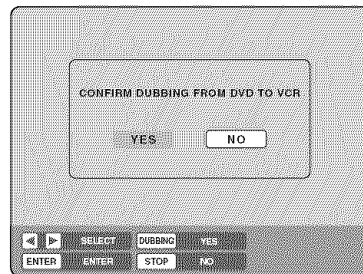 CONFIRM DUBBING FROM DVD TO VCR
YES NO
SELECT DUBBING YES
ENTER ENTER STOP NO